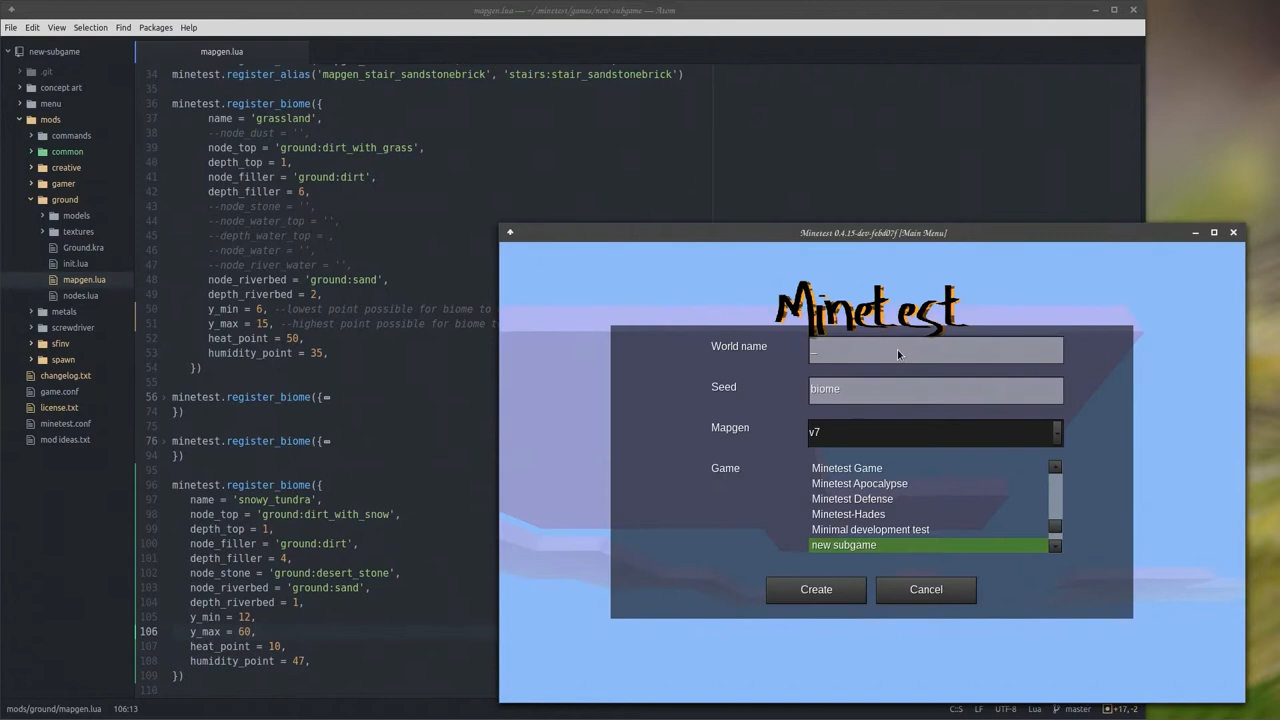 mapgen.lua — ~/.minetest/games/new-subgame — Atom
File Edit View Selection Find Packages Help
new-subgame
.git
concept art
menu
mods
commands
common
creative
gamer
ground
models
textures
Ground.kra
init.lua
mapgen.lua
nodes.lua
metals
screwdriver
sfinv
spawn
changelog.txt
game.conf
license.txt
minetest.conf
mod ideas.txt
mapgen.lua
34 minetest.register_alias('mapgen_stair_sandstonebrick', 'stairs:stair_sandstonebrick')
35
36 minetest.register_biome({
37 name = 'grassland',
38 --node_dust = '',
39 node_top = 'ground:dirt_with_grass',
40 depth_top = 1,
41 node_filler = 'ground:dirt',
42 depth_filler = 6,
43 --node_stone = '',
44 --node_water_top = '',
45 --depth_water_top = ,
46 --node_water = '',
47 --node_river_water = '',
48 node_riverbed = 'ground:sand',
49 depth_riverbed = 2,
50 y_min = 6, --lowest point possible for biome to
51 y_max = 15, --highest point possible for biome to
52 heat_point = 50,
53 humidity_point = 35,
54 })
55
56 minetest.register_biome({
74 })
75
76 minetest.register_biome({
94 })
95
96 minetest.register_biome({
97 name = 'snowy_tundra',
98 node_top = 'ground:dirt_with_snow',
99 depth_top = 1,
100 node_filler = 'ground:dirt',
101 depth_filler = 4,
102 node_stone = 'ground:desert_stone',
103 node_riverbed = 'ground:sand',
104 depth_riverbed = 1,
105 y_min = 12,
106 y_max = 60,
107 heat_point = 10,
108 humidity_point = 47,
109 })
110
Minetest 0.4.15-dev-febd07f [Main Menu]
Minetest
World name
_
Seed
biome
Mapgen
v7
Game
Minetest Game
Minetest Apocalypse
Minetest Defense
Minetest-Hades
Minimal development test
new subgame
Create Cancel
mods/ground/mapgen.lua 106:13 C::S LF UTF-8 Lua master +17, -2